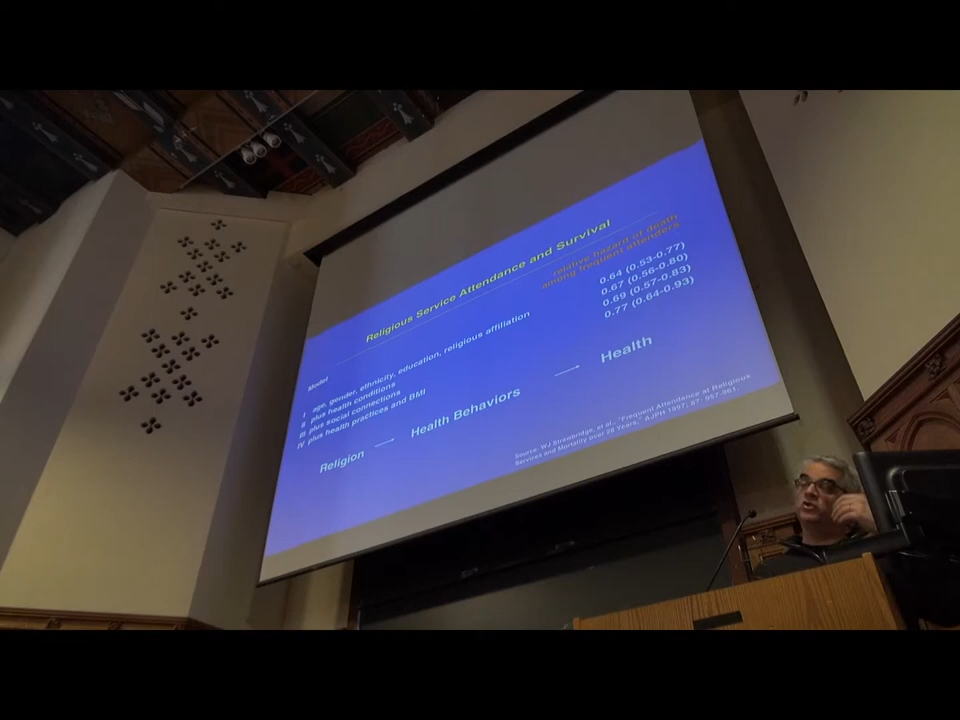 Religious Service Attendance and Survival
relative hazard of death
among frequent attenders
Model
I age, gender, ethnicity, education, religious affiliation 0.64 (0.53-0.77)
II plus health conditions 0.67 (0.56-0.80)
III plus social connections 0.69 (0.57-0.83)
IV plus health practices and BMI 0.77 (0.64-0.93)
Religion → Health Behaviors → Health
Source: WJ Strawbridge, et al., "Frequent Attendance at Religious
Services and Mortality over 28 Years," AJPH 1997; 87: 957-961.